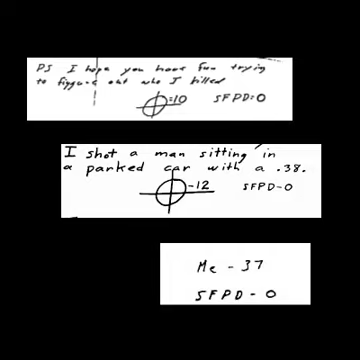 PS I hope you have fun trying
to figgure out who I killed
=10 SFPD=0
I shot a man sitting in
a parked car with a .38.
-12 SFPD-0
Me - 37
SFPD - 0